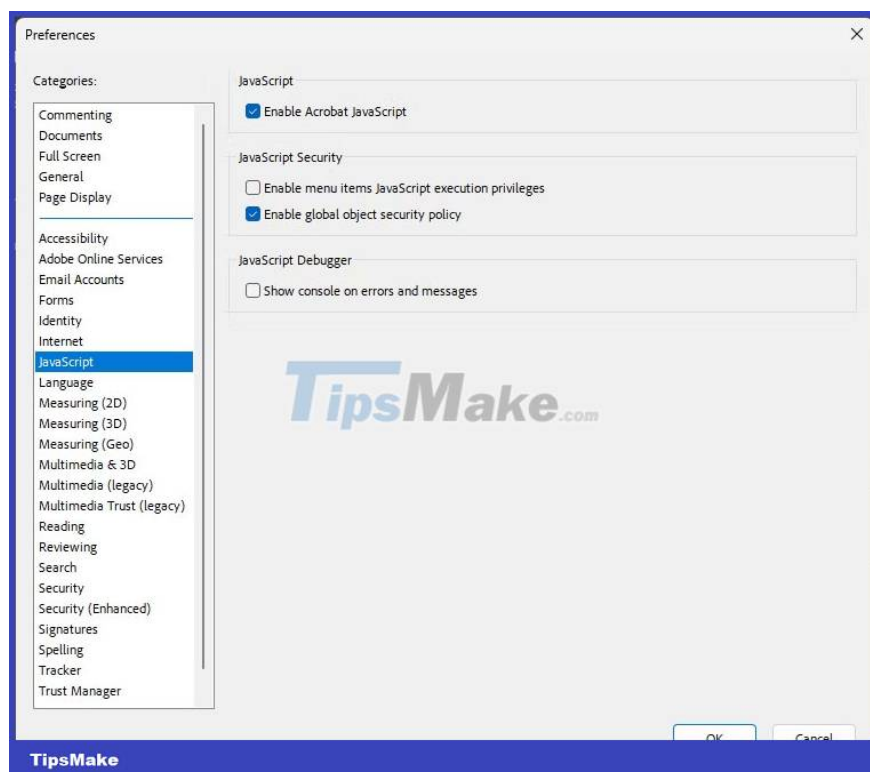 Preferences
Categories:
Commenting
Documents
Full Screen
General
Page Display
Accessibility
Adobe Online Services
Email Accounts
Forms
Identity
Internet
JavaScript
Language
Measuring (2D)
Measuring (3D)
Measuring (Geo)
Multimedia & 3D
Multimedia (legacy)
Multimedia Trust (legacy)
Reading
Reviewing
Search
Security
Security (Enhanced)
Signatures
Spelling
Tracker
Trust Manager
JavaScript
Enable Acrobat JavaScript
JavaScript Security
Enable menu items JavaScript execution privileges
Enable global object security policy
JavaScript Debugger
Show console on errors and messages
TipsMake.com
OK
Cancel
TipsMake